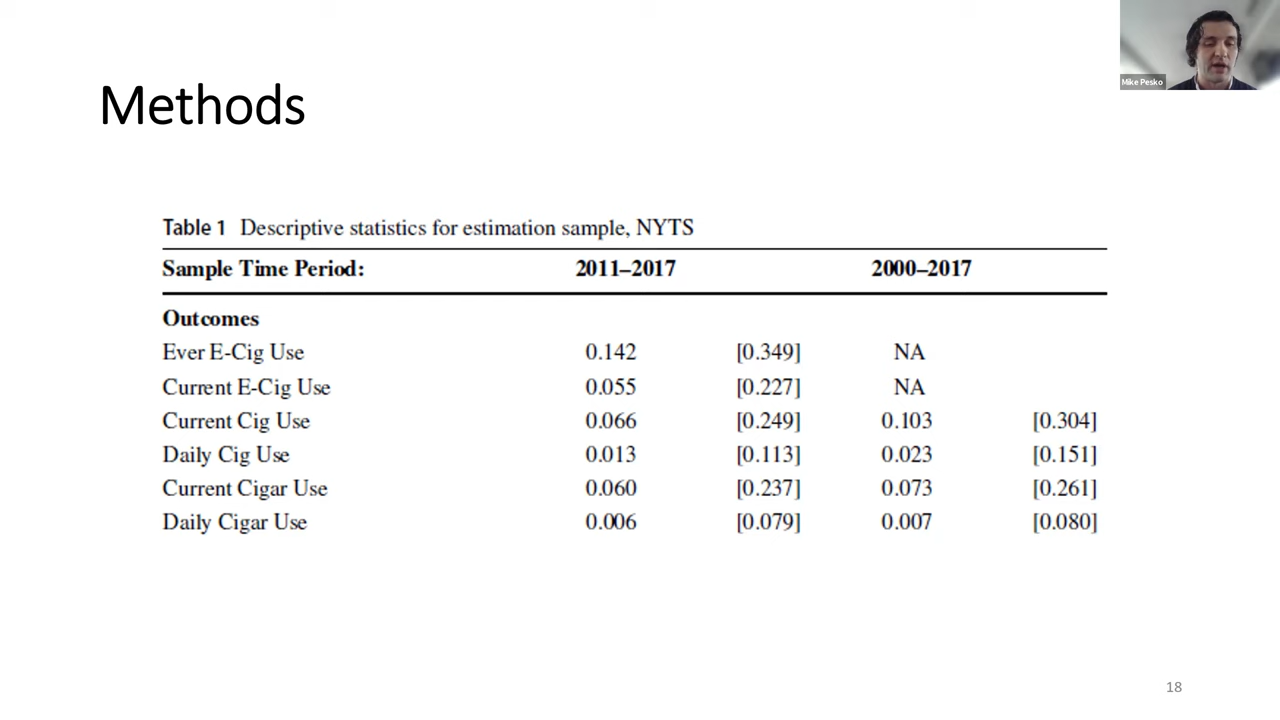 Mike Pesko
Methods
Table 1 Descriptive statistics for estimation sample, NYTS
Sample Time Period: 2011–2017 2000–2017
Outcomes
Ever E-Cig Use 0.142 [0.349] NA
Current E-Cig Use 0.055 [0.227] NA
Current Cig Use 0.066 [0.249] 0.103 [0.304]
Daily Cig Use 0.013 [0.113] 0.023 [0.151]
Current Cigar Use 0.060 [0.237] 0.073 [0.261]
Daily Cigar Use 0.006 [0.079] 0.007 [0.080]
18